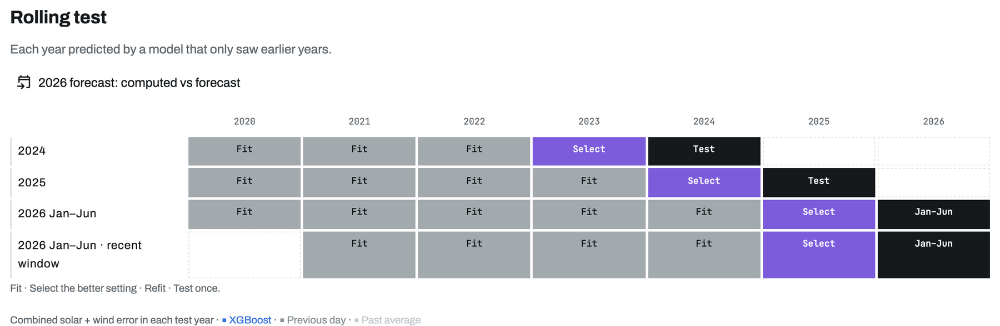 Rolling test
Each year predicted by a model that only saw earlier years.
2026 forecast: computed vs forecast
2020 2021 2022 2023 2024 2025 2026
2024 Fit Fit Fit Select Test
2025 Fit Fit Fit Fit Select Test
2026 Jan–Jun Fit Fit Fit Fit Fit Select Jan–Jun
2026 Jan–Jun · recent Fit Fit Fit Fit Select Jan–Jun
window
Fit · Select the better setting · Refit · Test once.
Combined solar + wind error in each test year · ▪ XGBoost · ▪ Previous day · ▪ Past average